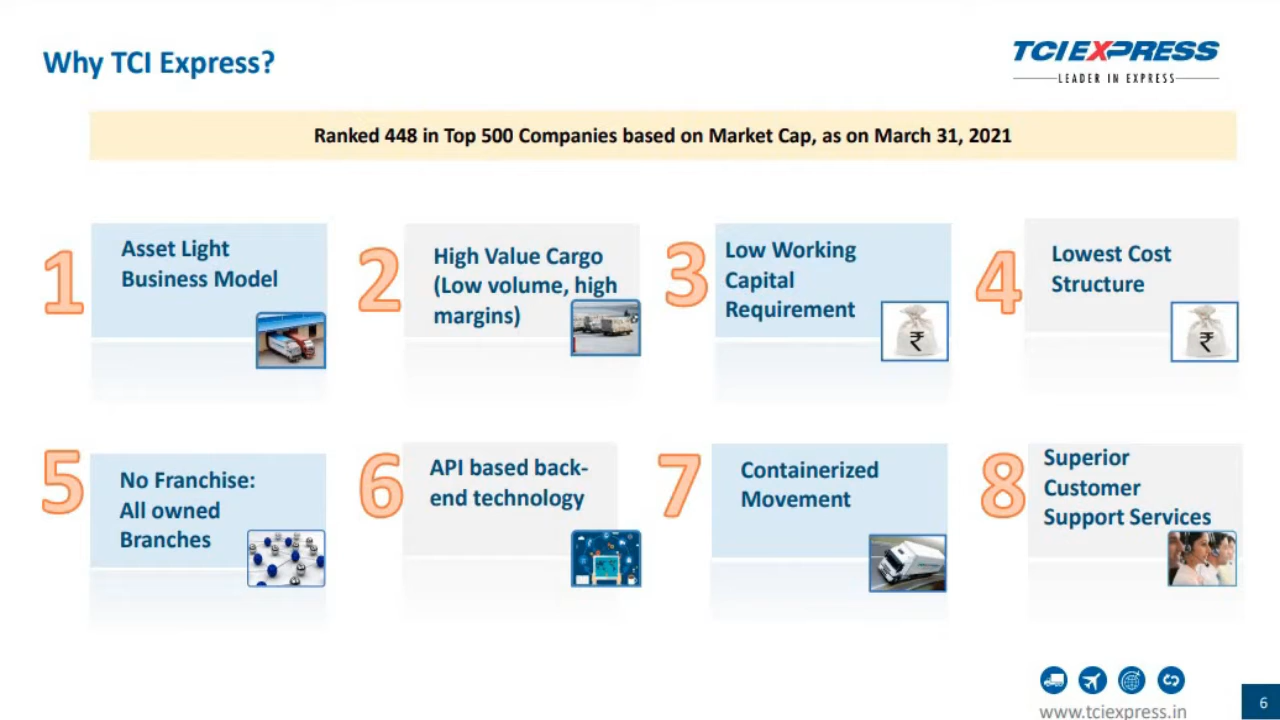 Why TCI Express?
TCIEXPRESS
LEADER IN EXPRESS
Ranked 448 in Top 500 Companies based on Market Cap, as on March 31, 2021
1
Asset Light
Business Model
2
High Value Cargo
(Low volume, high
margins)
3
Low Working
Capital
Requirement
₹
4
Lowest Cost
Structure
₹
5
No Franchise:
All owned
Branches
6
API based back-
end technology
7
Containerized
Movement
8
Superior
Customer
Support Services
www.tciexpress.in
6